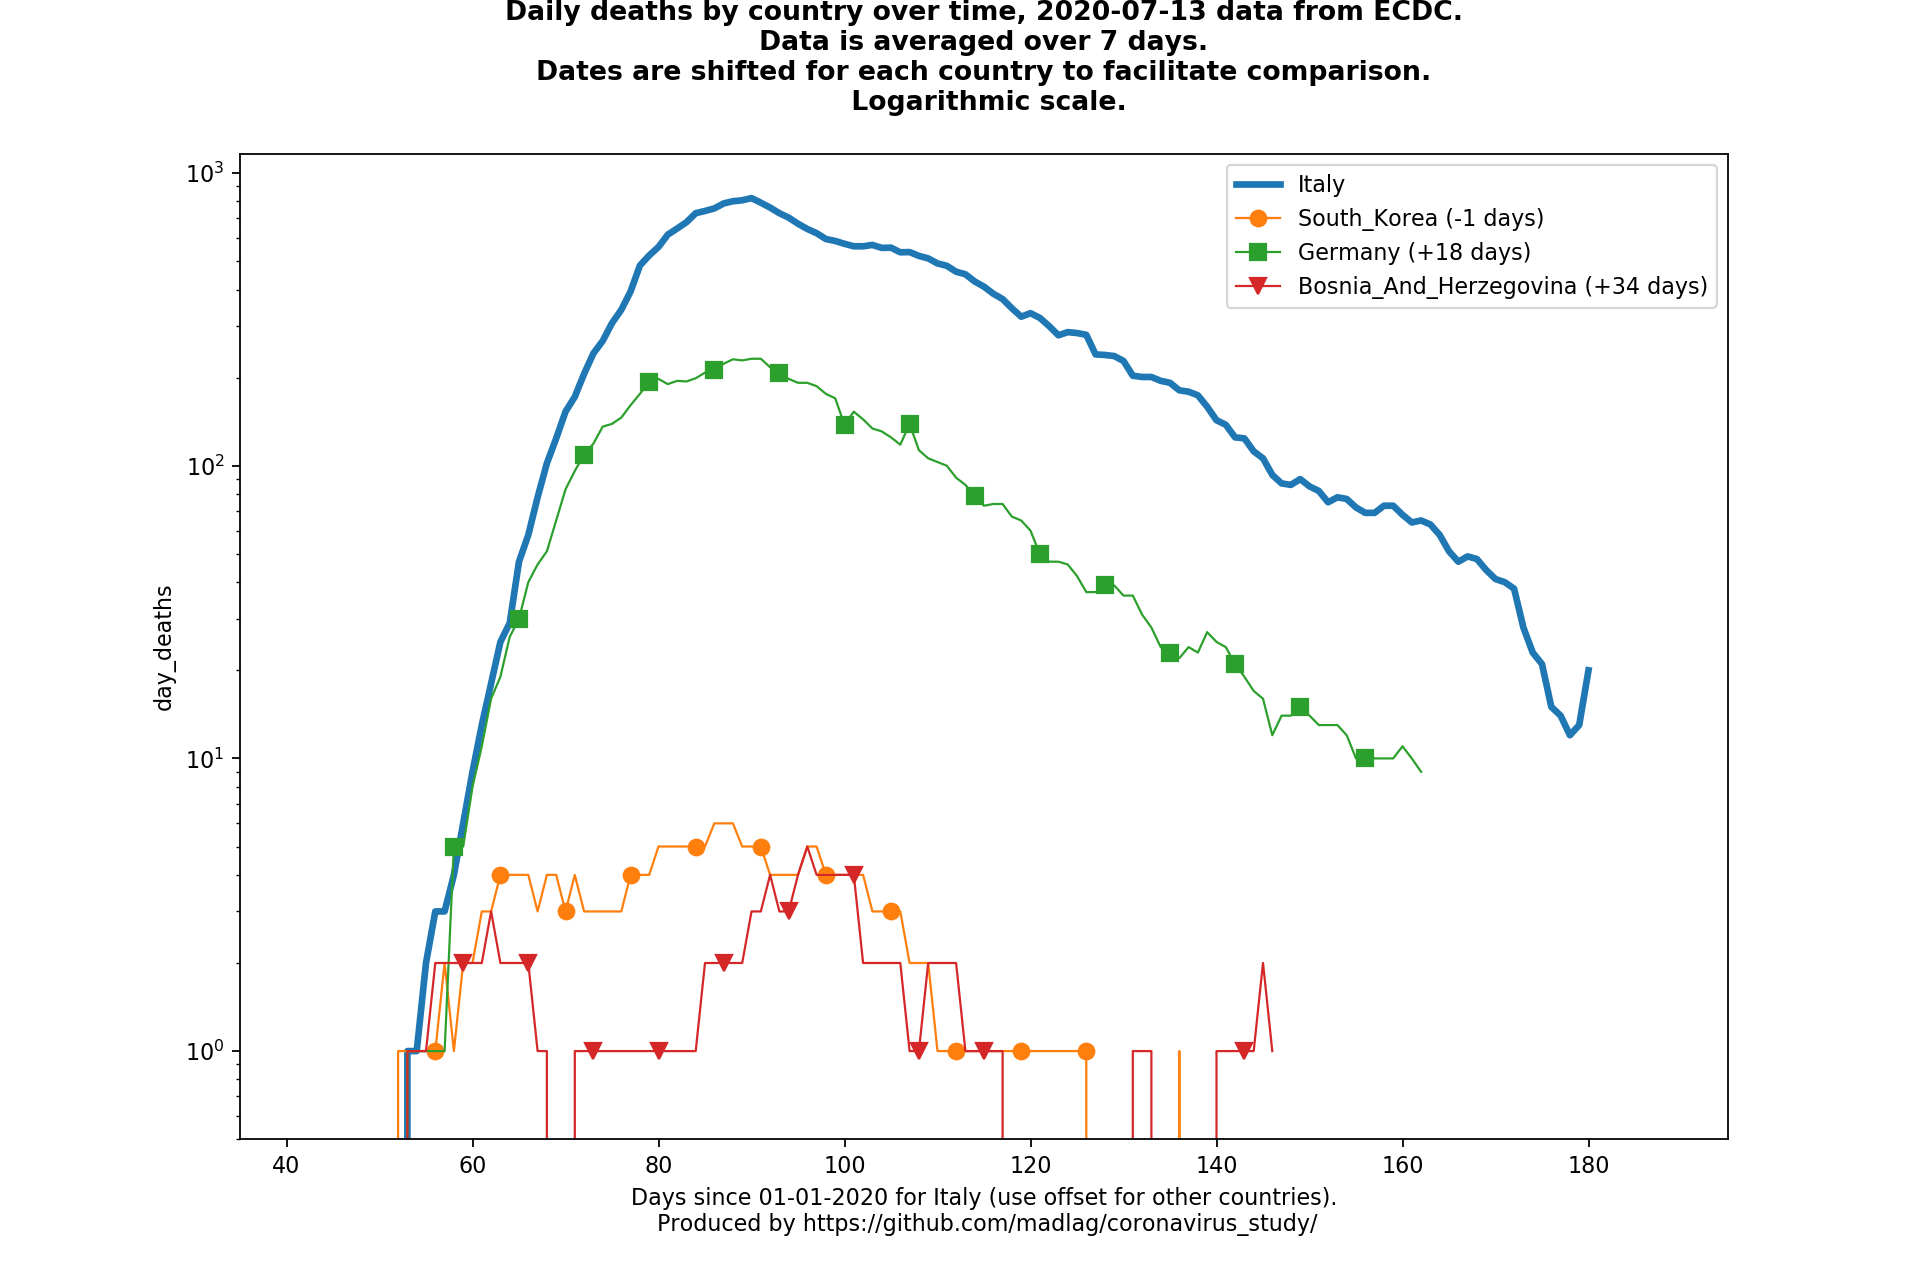 Daily deaths by country over time, 2020-07-13 data from ECDC.
Data is averaged over 7 days.
Dates are shifted for each country to facilitate comparison.
Logarithmic scale.
10³
10²
10¹
10⁰
day_deaths
Italy
South_Korea (-1 days)
Germany (+18 days)
Bosnia_And_Herzegovina (+34 days)
40 60 80 100 120 140 160 180
Days since 01-01-2020 for Italy (use offset for other countries).
Produced by https://github.com/madlag/coronavirus_study/